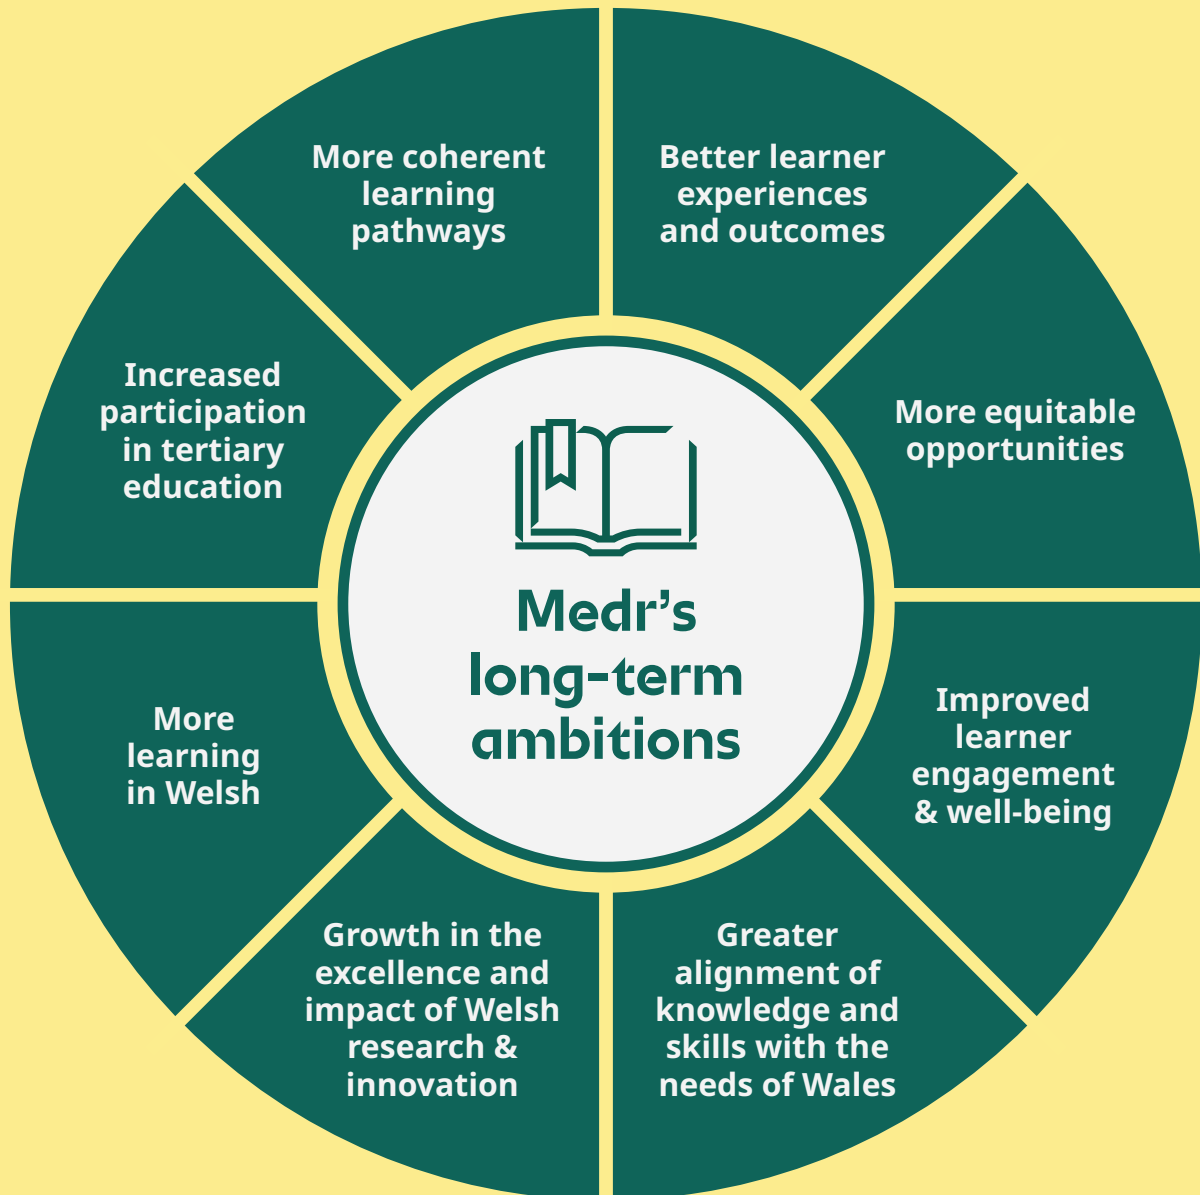 Medr’s
long-term
ambitions
Better learner
experiences
and outcomes
More equitable
opportunities
Improved
learner
engagement
& well-being
Greater
alignment of
knowledge and
skills with the
needs of Wales
Growth in the
excellence and
impact of Welsh
research &
innovation
More
learning
in Welsh
Increased
participation
in tertiary
education
More coherent
learning
pathways